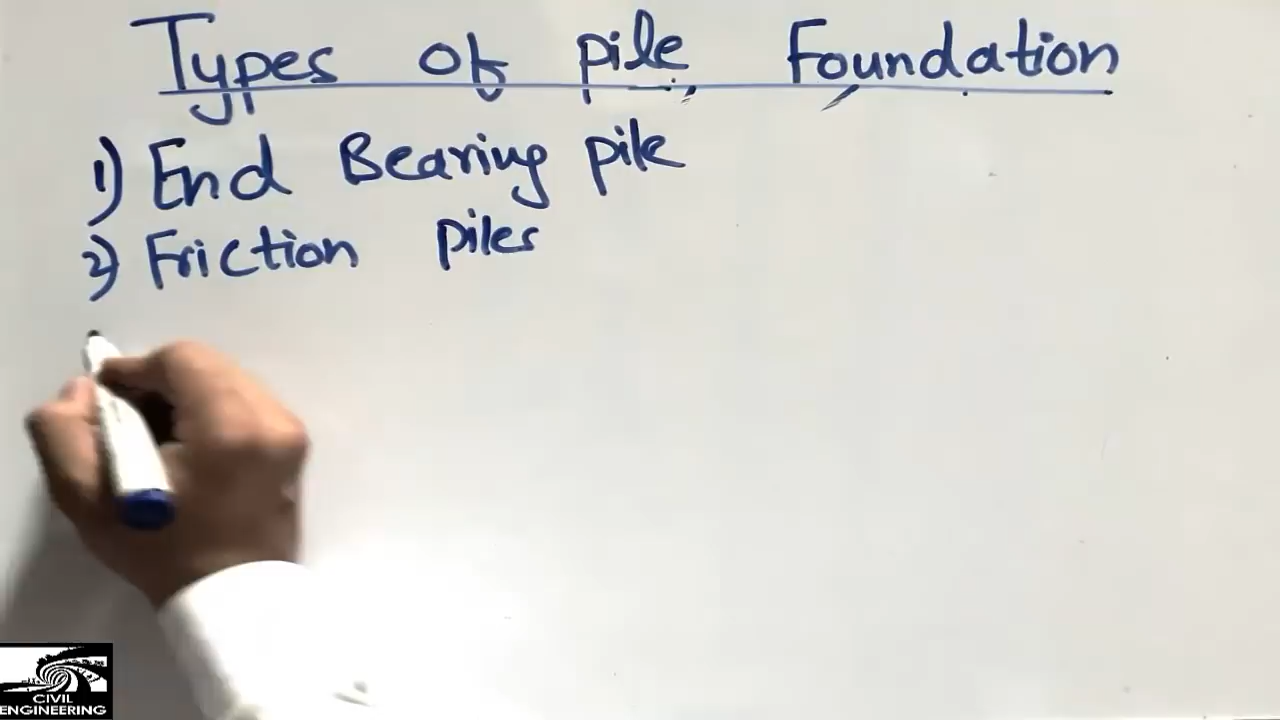 Types of pile Foundation
1) End Bearing pile
2) Friction piles
CIVIL
ENGINEERING